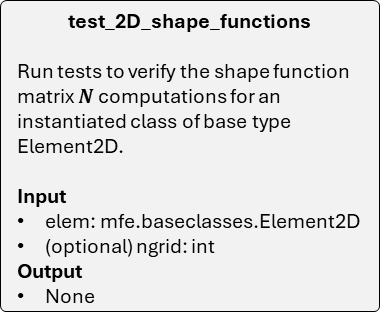 test_2D_shape_functions
Run tests to verify the shape function
matrix N computations for an
instantiated class of base type
Element2D.
Input
• elem: mfe.baseclasses.Element2D
• (optional) ngrid: int
Output
• None